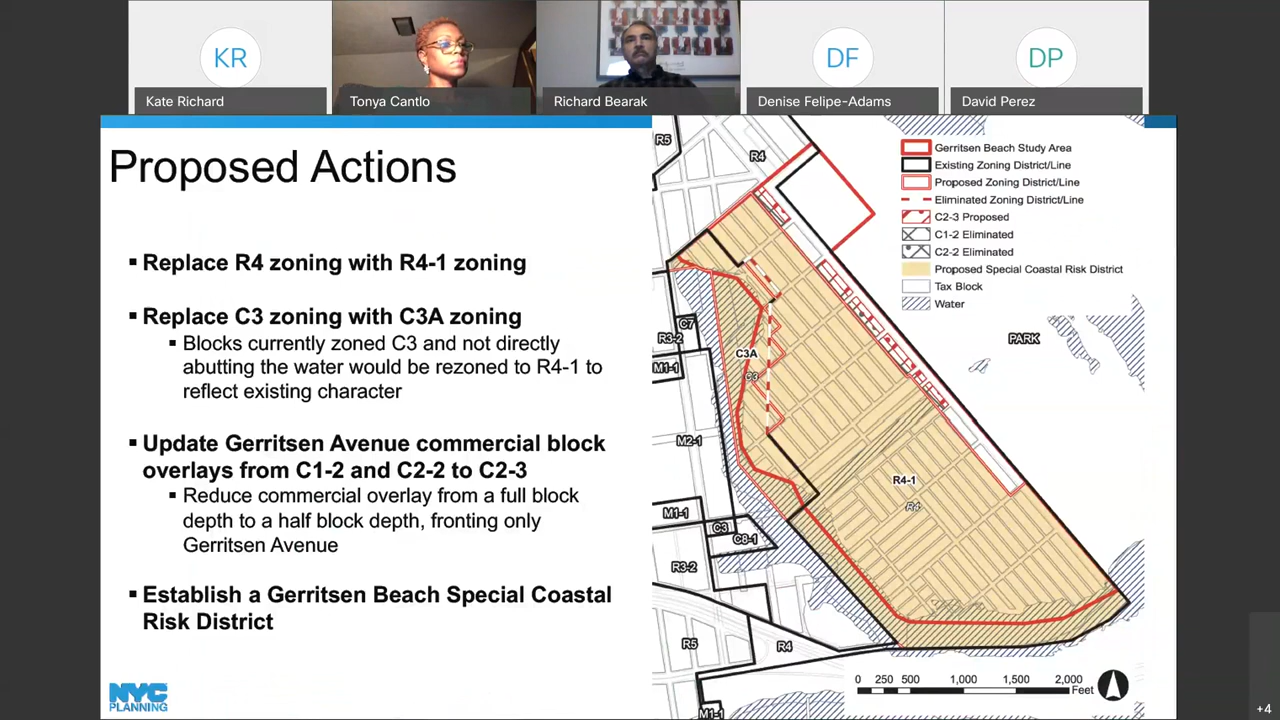 KR
DF
DP
Kate Richard
Tonya Cantlo
Richard Bearak
Denise Felipe-Adams
David Perez
Proposed Actions
▪ Replace R4 zoning with R4-1 zoning
▪ Replace C3 zoning with C3A zoning
▪ Blocks currently zoned C3 and not directly
abutting the water would be rezoned to R4-1 to
reflect existing character
▪ Update Gerritsen Avenue commercial block
overlays from C1-2 and C2-2 to C2-3
▪ Reduce commercial overlay from a full block
depth to a half block depth, fronting only
Gerritsen Avenue
▪ Establish a Gerritsen Beach Special Coastal
Risk District
NYC
PLANNING
R5
R4
Gerritsen Beach Study Area
Existing Zoning District/Line
Proposed Zoning District/Line
Eliminated Zoning District/Line
C2-3 Proposed
C1-2 Eliminated
C2-2 Eliminated
Proposed Special Coastal Risk District
Tax Block
Water
C7
R3-2
PARK
C3A
M1-1
C3
M2-1
R4-1
R4
M1-1
C3
C8-1
R3-2
R5
R4
M1-1
0 250 500 1,000 1,500 2,000
Feet
+4